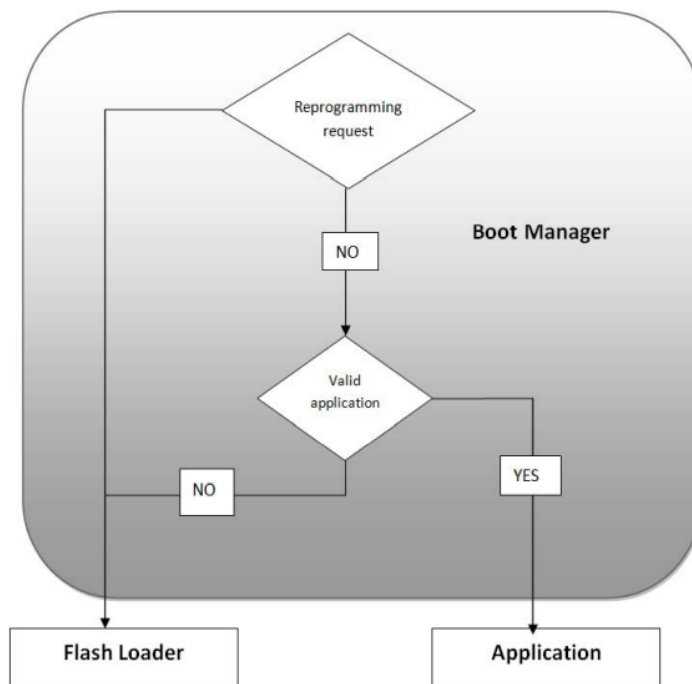 Reprogramming
request
Boot Manager
NO
Valid
application
NO
YES
Flash Loader
Application